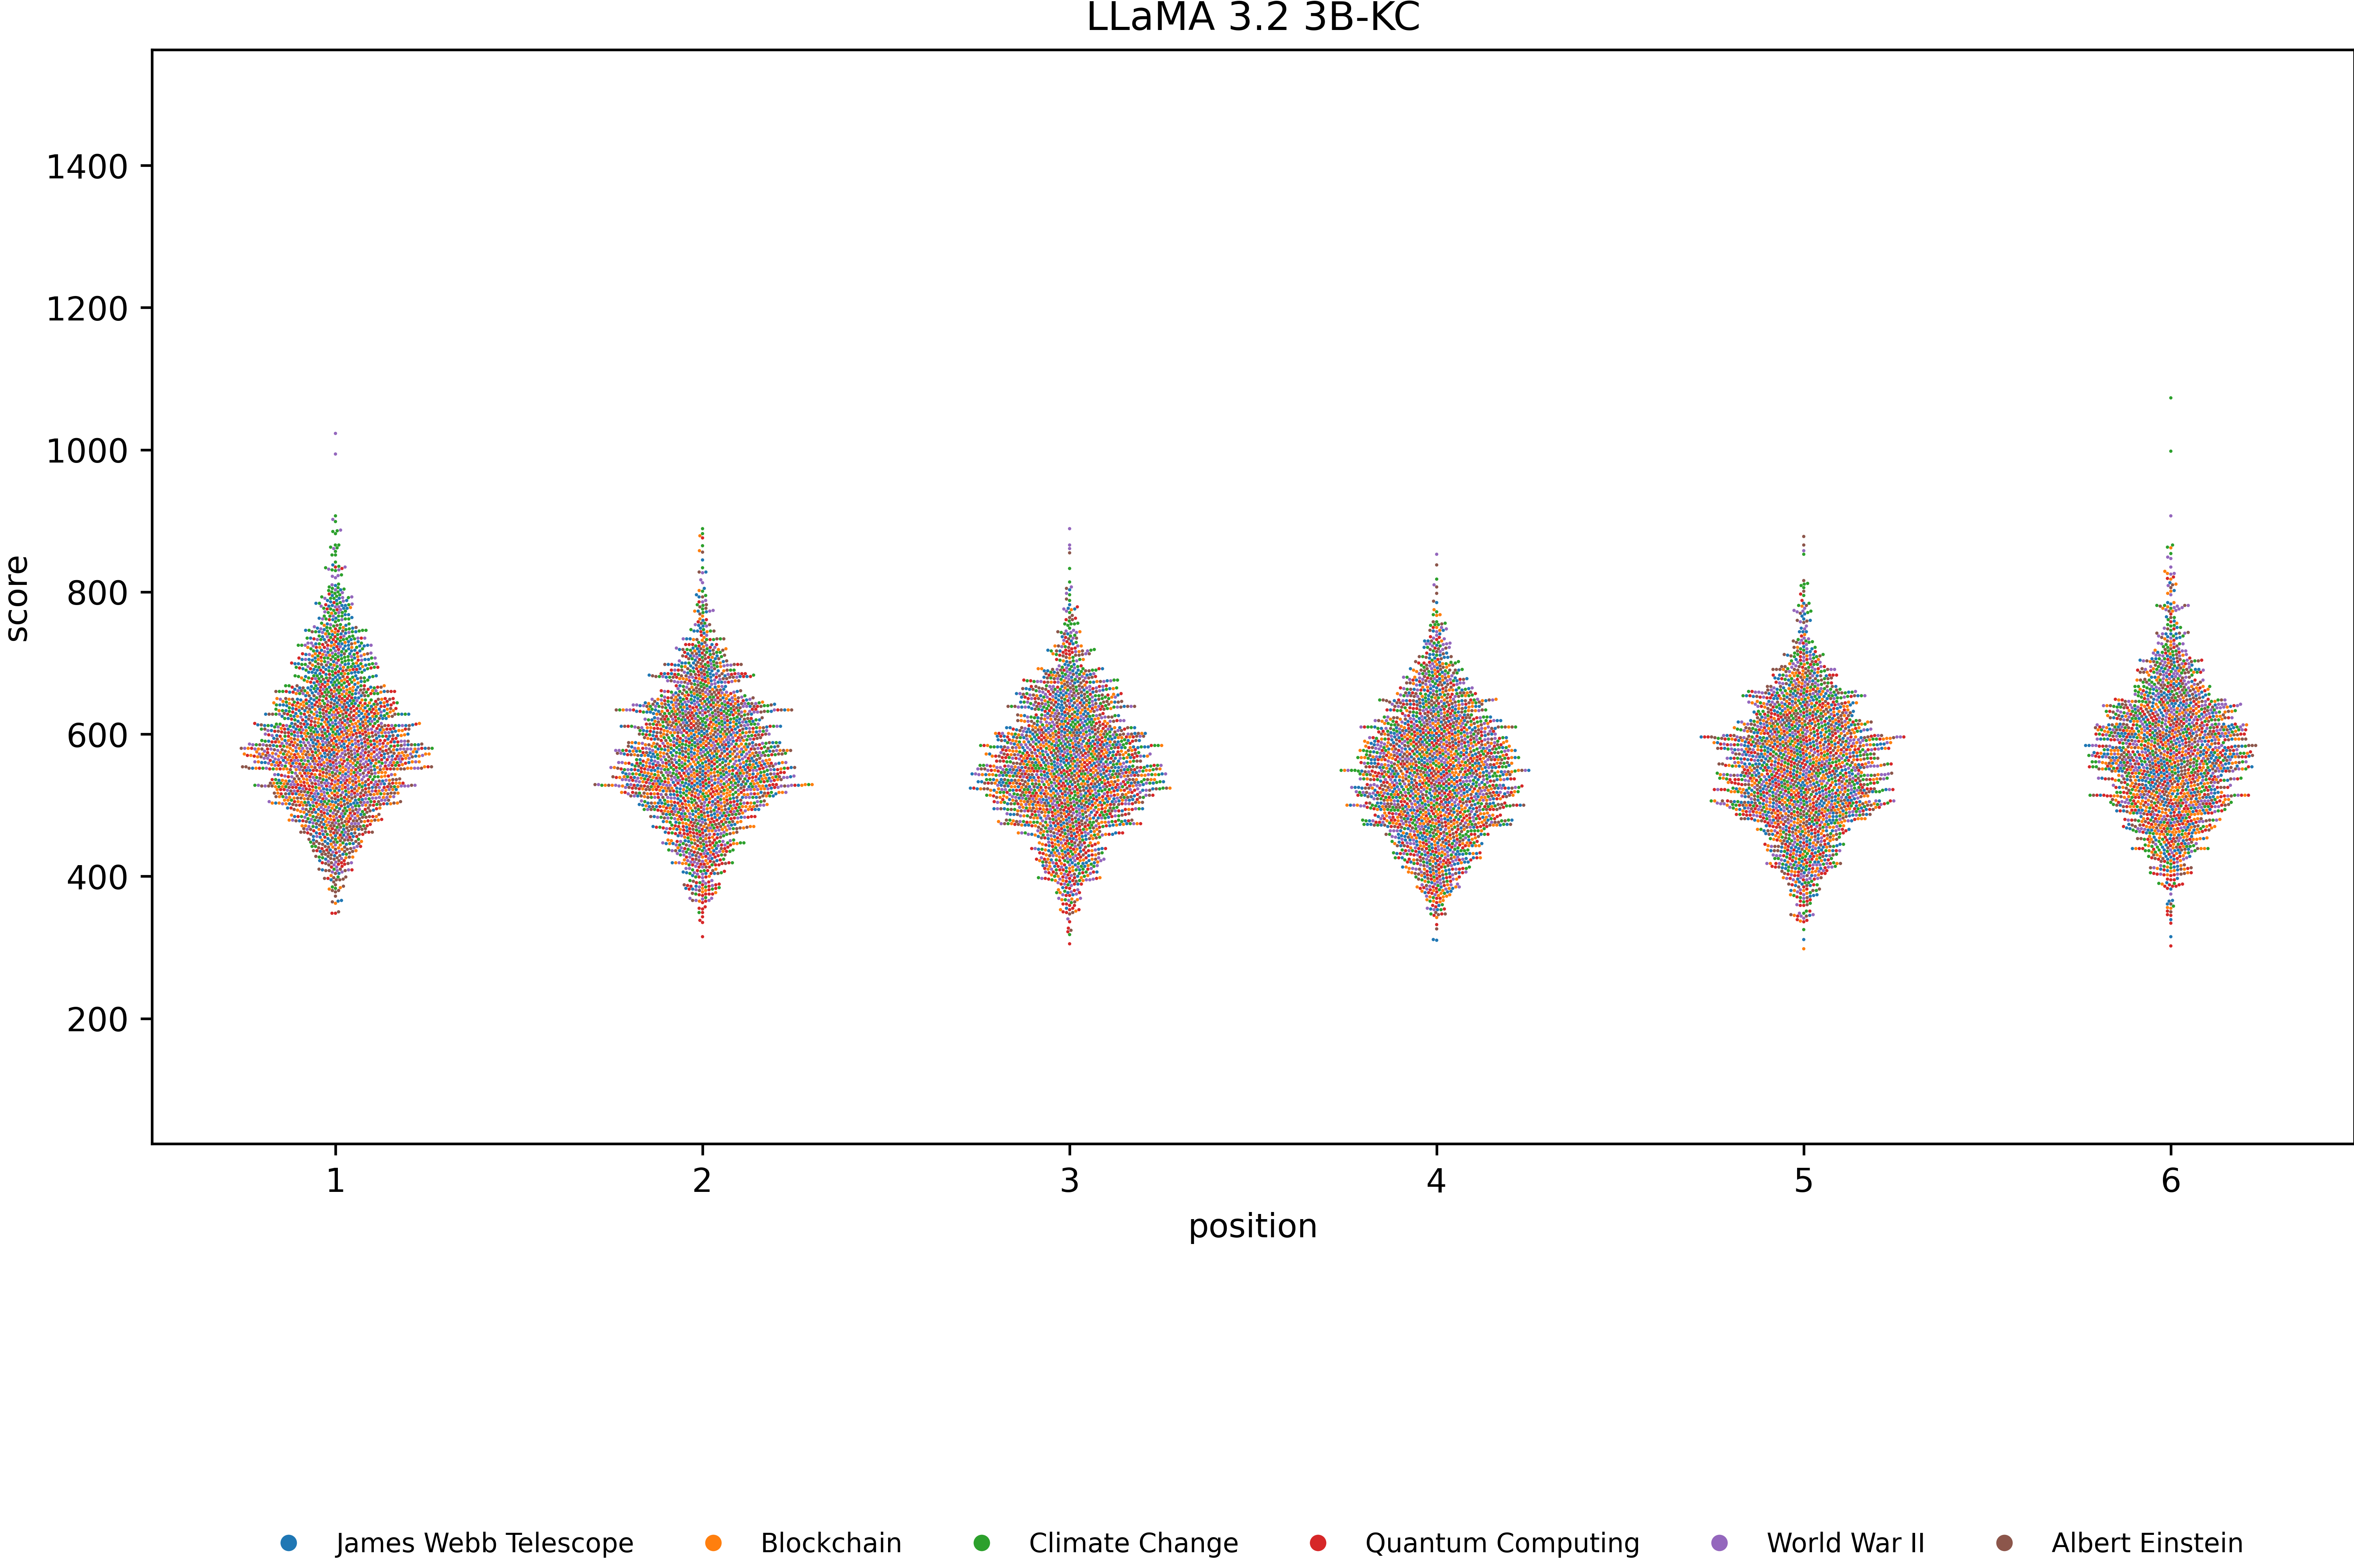 LLaMA 3.2 3B-KC
1400
1200
1000
800
600
400
200
score
1 2 3 4 5 6
position
James Webb Telescope Blockchain Climate Change Quantum Computing World War II Albert Einstein